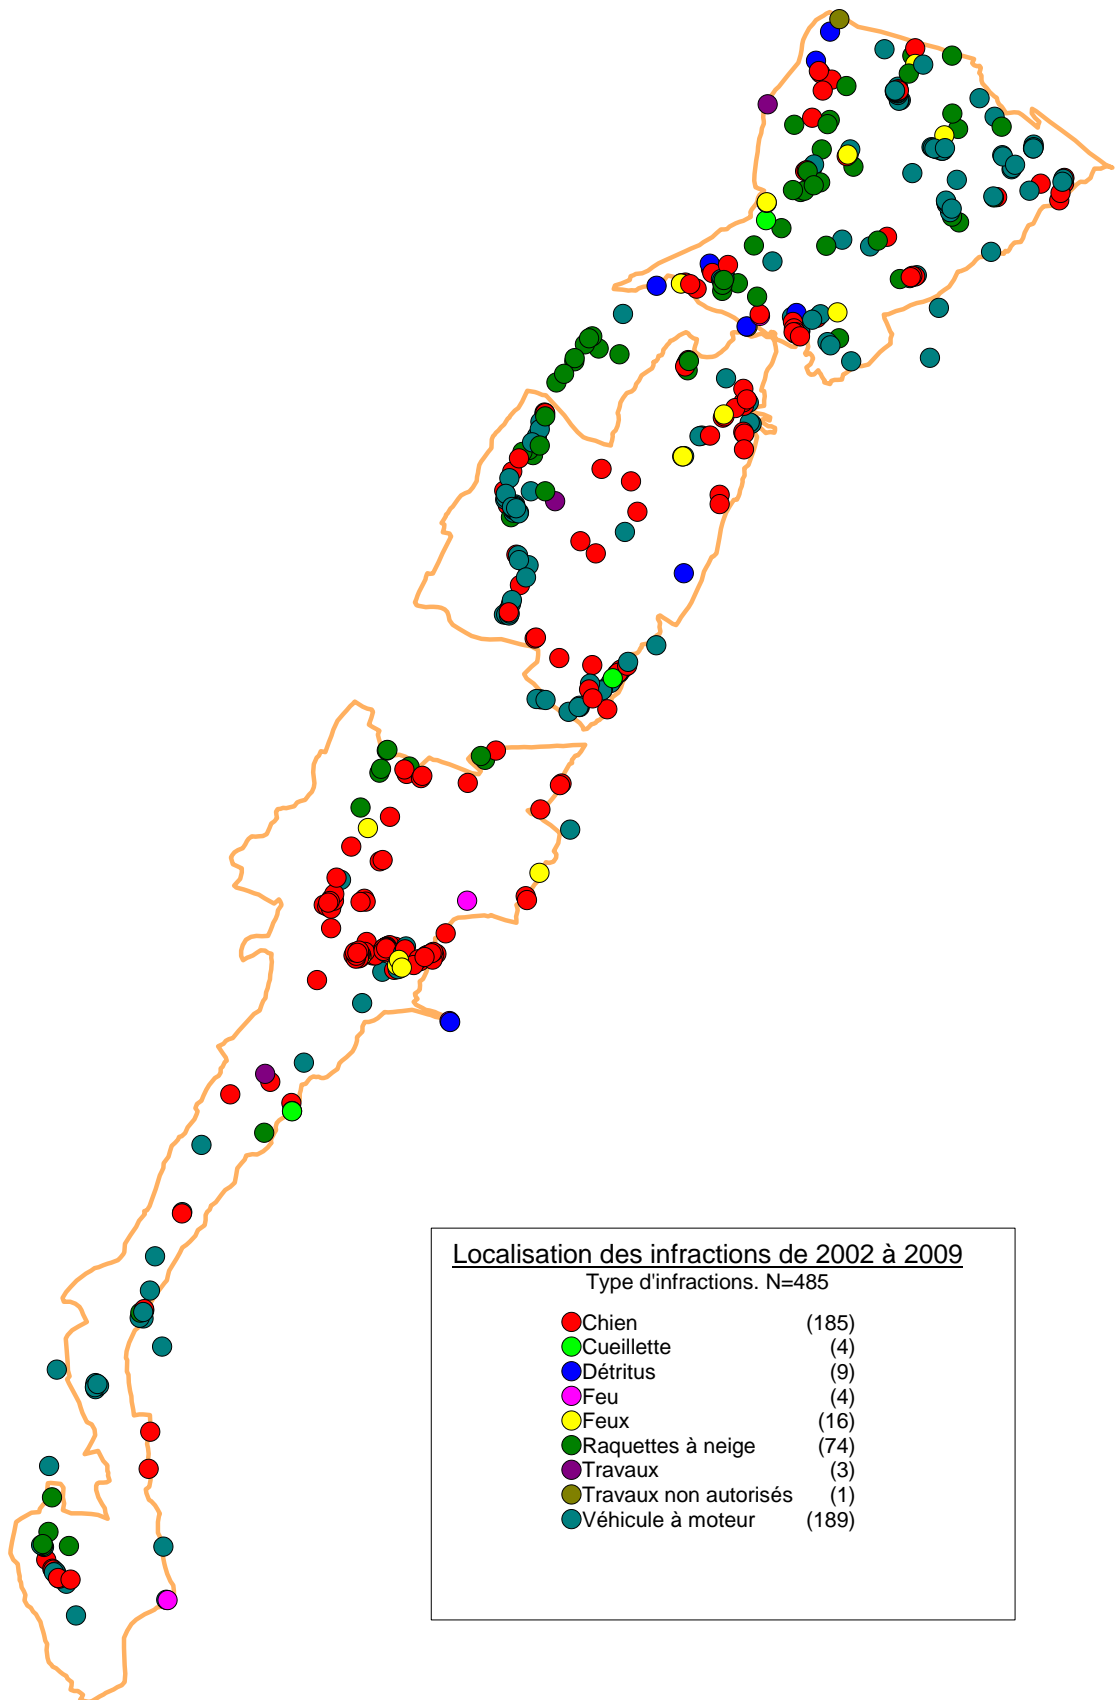 Localisation des infractions de 2002 à 2009
Type d'infractions. N=485
Chien (185)
Cueillette (4)
Détritus (9)
Feu (4)
Feux (16)
Raquettes à neige (74)
Travaux (3)
Travaux non autorisés (1)
Véhicule à moteur (189)